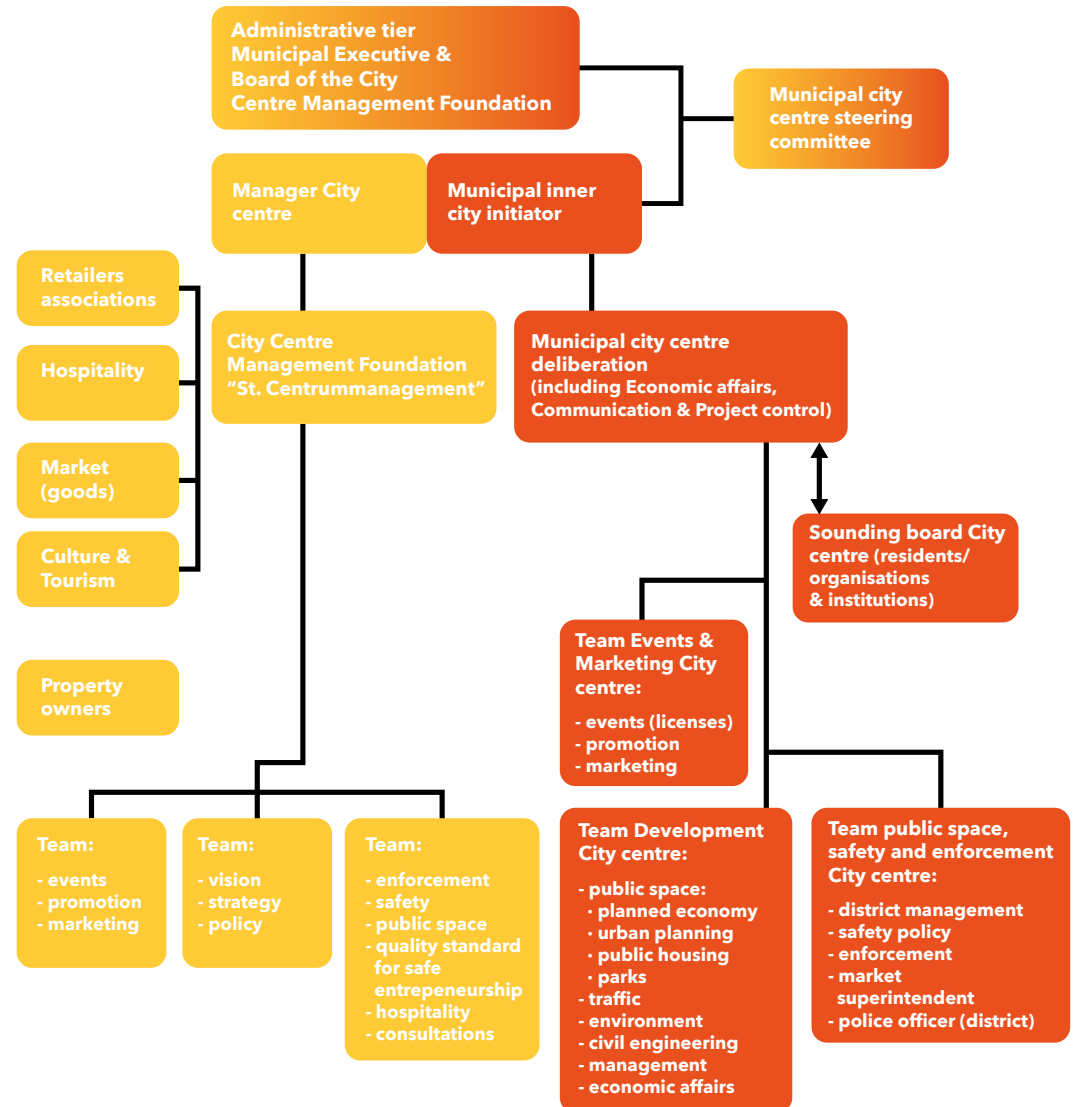 Administrative tier
Municipal Executive &
Board of the City
Centre Management Foundation
Municipal city
centre steering
committee
Manager City
centre
Municipal inner
city initiator
Retailers
associations
Hospitality
Market
(goods)
Culture &
Tourism
Property
owners
City Centre
Management Foundation
“St. Centrummanagement”
Municipal city centre
deliberation
(including Economic affairs,
Communication & Project control)
Sounding board City
centre (residents/
organisations
& institutions)
Team Events &
Marketing City
centre:
- events (licenses)
- promotion
- marketing
Team:
- events
- promotion
- marketing
Team:
- vision
- strategy
- policy
Team:
- enforcement
- safety
- public space
- quality standard
for safe
entrepeneurship
- hospitality
- consultations
Team Development
City centre:
- public space:
· planned economy
· urban planning
· public housing
· parks
- traffic
- environment
- civil engineering
- management
- economic affairs
Team public space,
safety and enforcement
City centre:
- district management
- safety policy
- enforcement
- market
superintendent
- police officer (district)